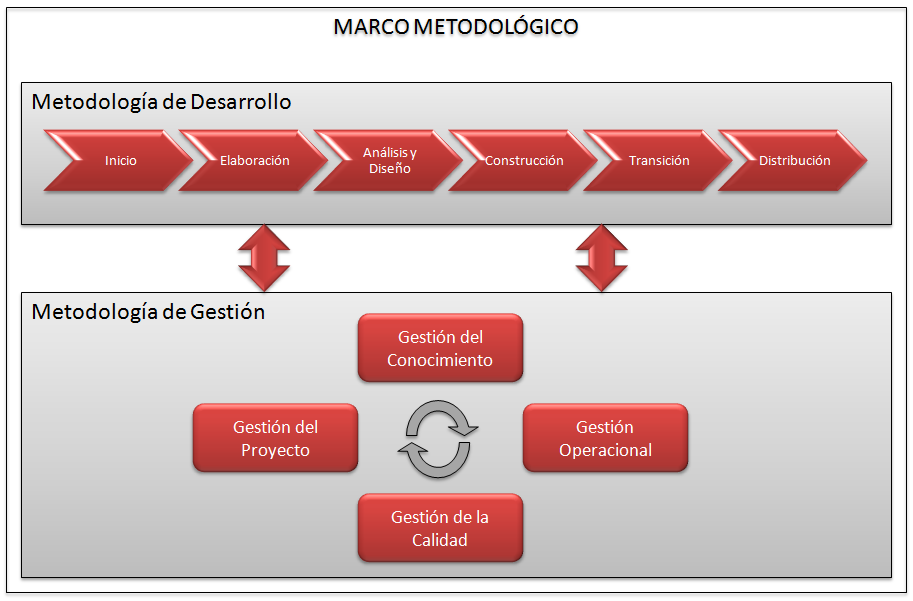 MARCO METODOLÓGICO
Metodología de Desarrollo
Inicio
Elaboración
Análisis y
Diseño
Construcción
Transición
Distribución
Metodología de Gestión
Gestión del
Conocimiento
Gestión del
Proyecto
Gestión
Operacional
Gestión de la
Calidad